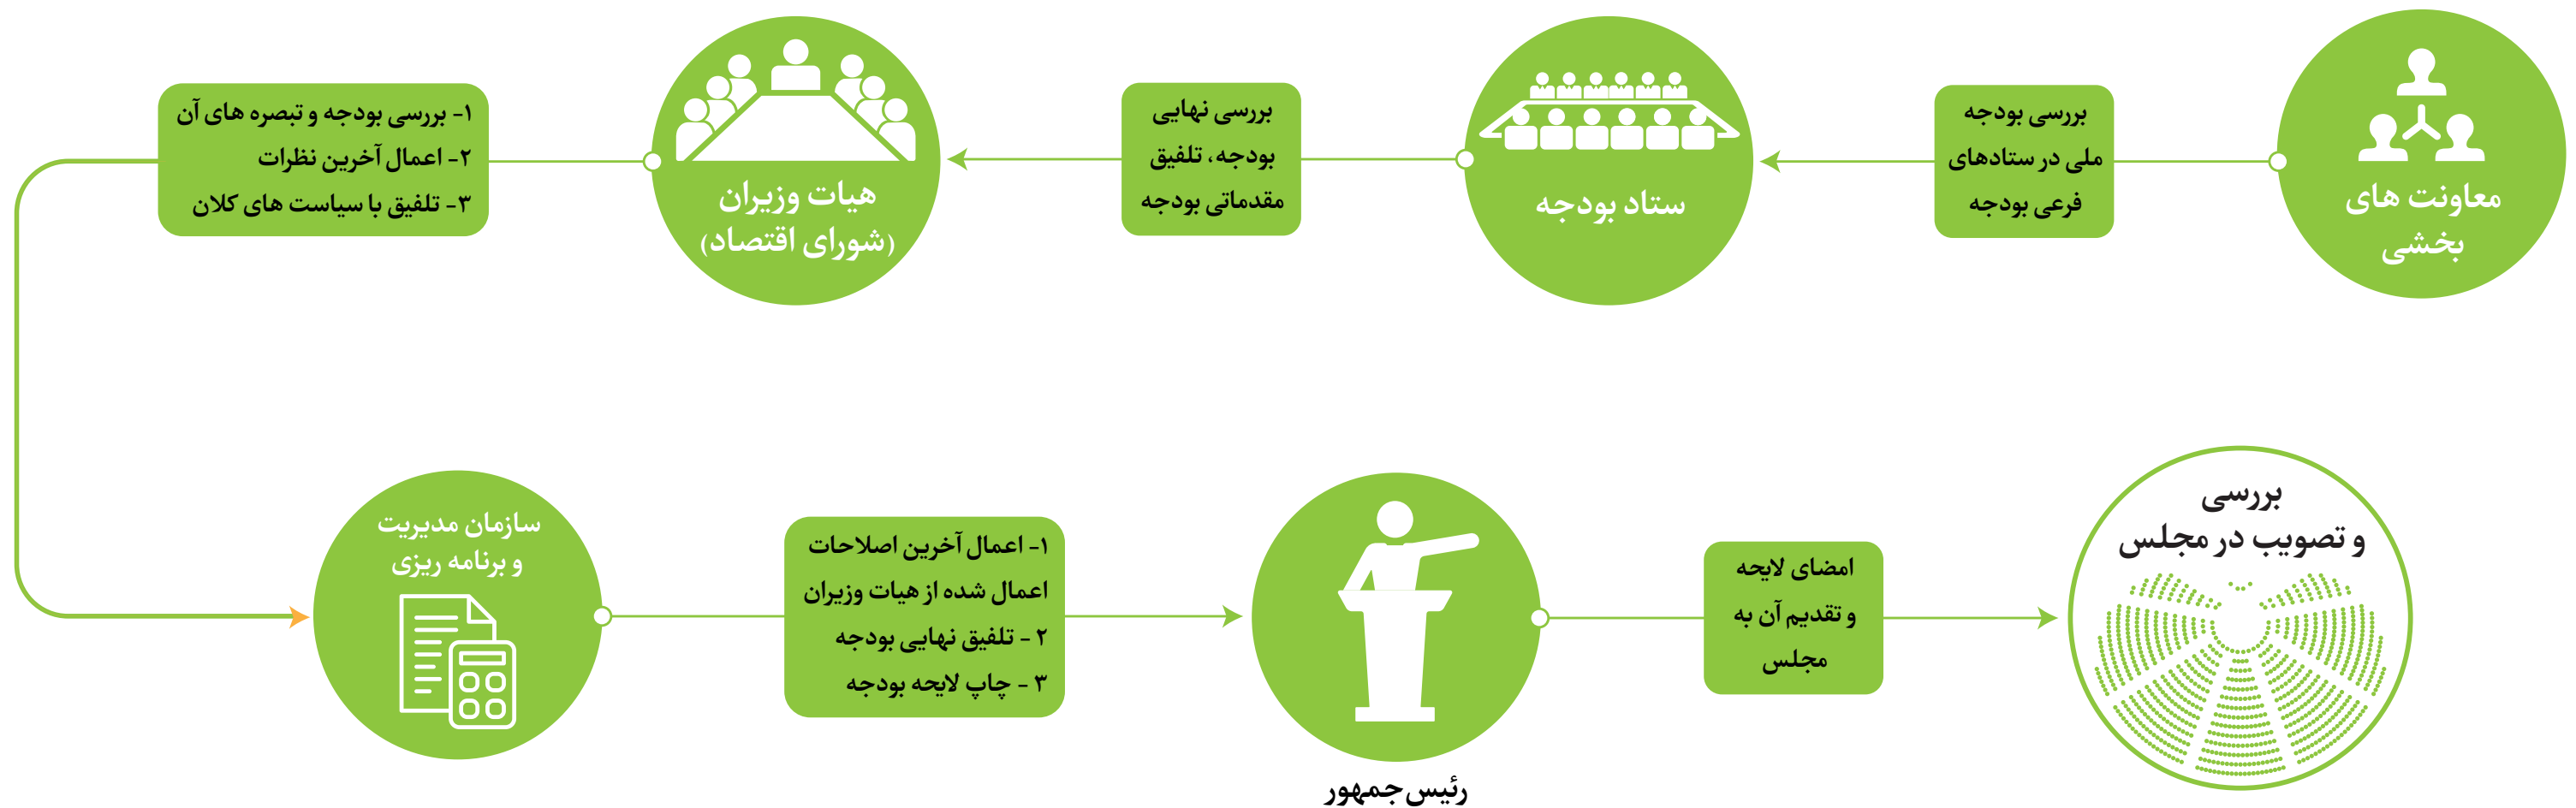 معاونت های
بخشی
بررسی بودجه
ملی در ستادهای
فرعی بودجه
ستاد بودجه
بررسی نهایی
بودجه، تلفیق
مقدماتی بودجه
هیات وزیران
(شورای اقتصاد)
۱- بررسی بودجه و تبصره های آن
۲- اعمال آخرین نظرات
۳- تلفیق با سیاست های کلان
سازمان مدیریت
و برنامه ریزی
۱- اعمال آخرین اصلاحات
اعمال شده از هیات وزیران
۲ - تلفیق نهایی بودجه
۳ - چاپ لایحه بودجه
رئیس‌جمهور
امضای لایحه
و تقدیم آن به
مجلس
بررسی
و تصویب در مجلس